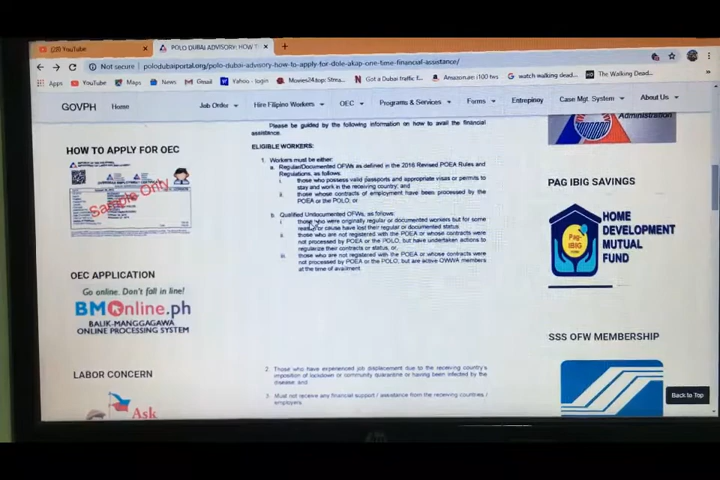 (20) YouTube
POLO DUBAI ADVISORY: HOW T
Not secure | polodubaiportal.org/polo-dubai-advisory-how-to-apply-for-dole-akap-one-time-financial-assistance/
Apps YouTube Maps News Gmail Yahoo - login Movies24.top: Strea... Got a Dubai traffic f... Amazon.ae (100 tws watch walking dead... The Walking Dead...
GOVPH Home Job Order Hire Filipino Workers OEC Programs & Services Forms Entrepinoy Case Mgt. System About Us
HOW TO APPLY FOR OEC
Sample Only
OEC APPLICATION
Go online. Don't fall in line!
BMOnline.ph
BALIK-MANGGAGAWA
ONLINE PROCESSING SYSTEM
LABOR CONCERN
Ask
Please be guided by the following information on how to avail the financial
assistance.
ELIGIBLE WORKERS:
1. Workers must be either:
a. Regular/Documented OFWs as defined in the 2016 Revised POEA Rules and
Regulations, as follows:
i. those who possess valid passports and appropriate visas or permits to
stay and work in the receiving country; and
ii. those whose contracts of employment have been processed by the
POEA or the POLO; or
b. Qualified Undocumented OFWs, as follows:
i. those who were originally regular or documented workers but for some
reason or cause have lost their regular or documented status
ii. those who are not registered with the POEA or whose contracts were
not processed by POEA or the POLO, but have undertaken actions to
regularize their contracts or status; or,
iii. those who are not registered with the POEA or whose contracts were
not processed by POEA or the POLO, but are active OWWA members
at the time of availment.
2. Those who have experienced job displacement due to the receiving country's
imposition of lockdown or community quarantine or having been infected by the
disease; and
3. Must not receive any financial support / assistance from the receiving countries /
employers.
Administration
PAG IBIG SAVINGS
Pag-IBIG
HOME
DEVELOPMENT
MUTUAL
FUND
SSS OFW MEMBERSHIP
Back to Top
hp